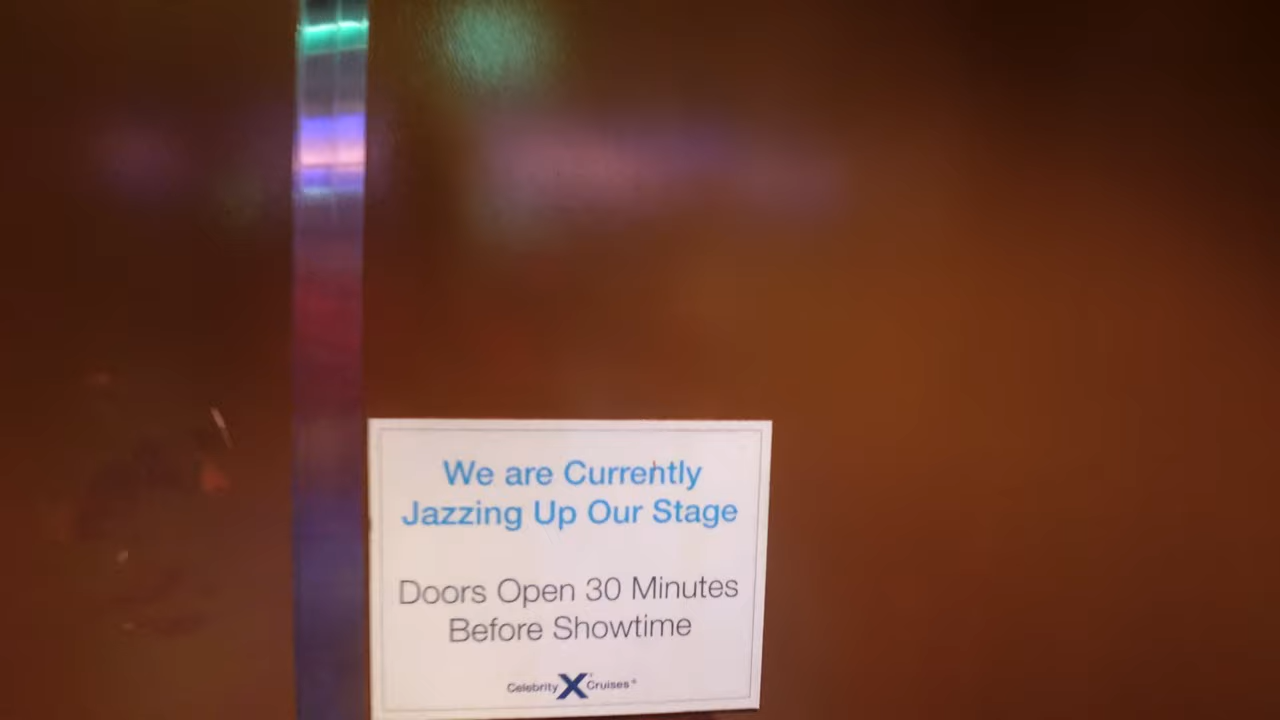 We are Currently
Jazzing Up Our Stage
Doors Open 30 Minutes
Before Showtime
Celebrity X Cruises®